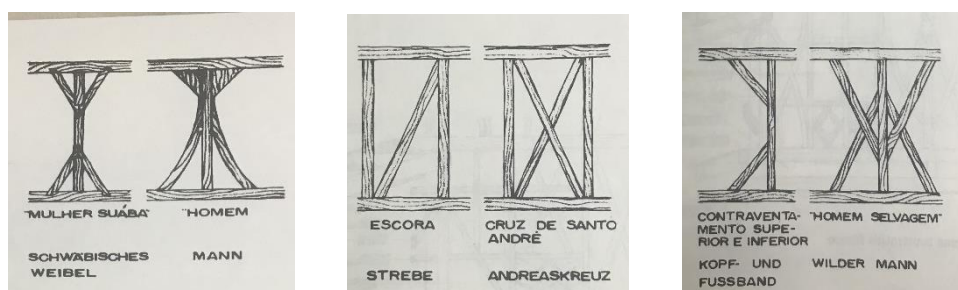 "MULHER SUÁBA"
"HOMEM
SCHWÄBISCHES
WEIBEL
MANN
ESCORA
CRUZ DE SANTO
ANDRÉ
STREBE
ANDREASKREUZ
CONTRAVENTA-
MENTO SUPE-
RIOR E INFERIOR
"HOMEM SELVAGEM"
KOPF- UND
FUSSBAND
WILDER MANN